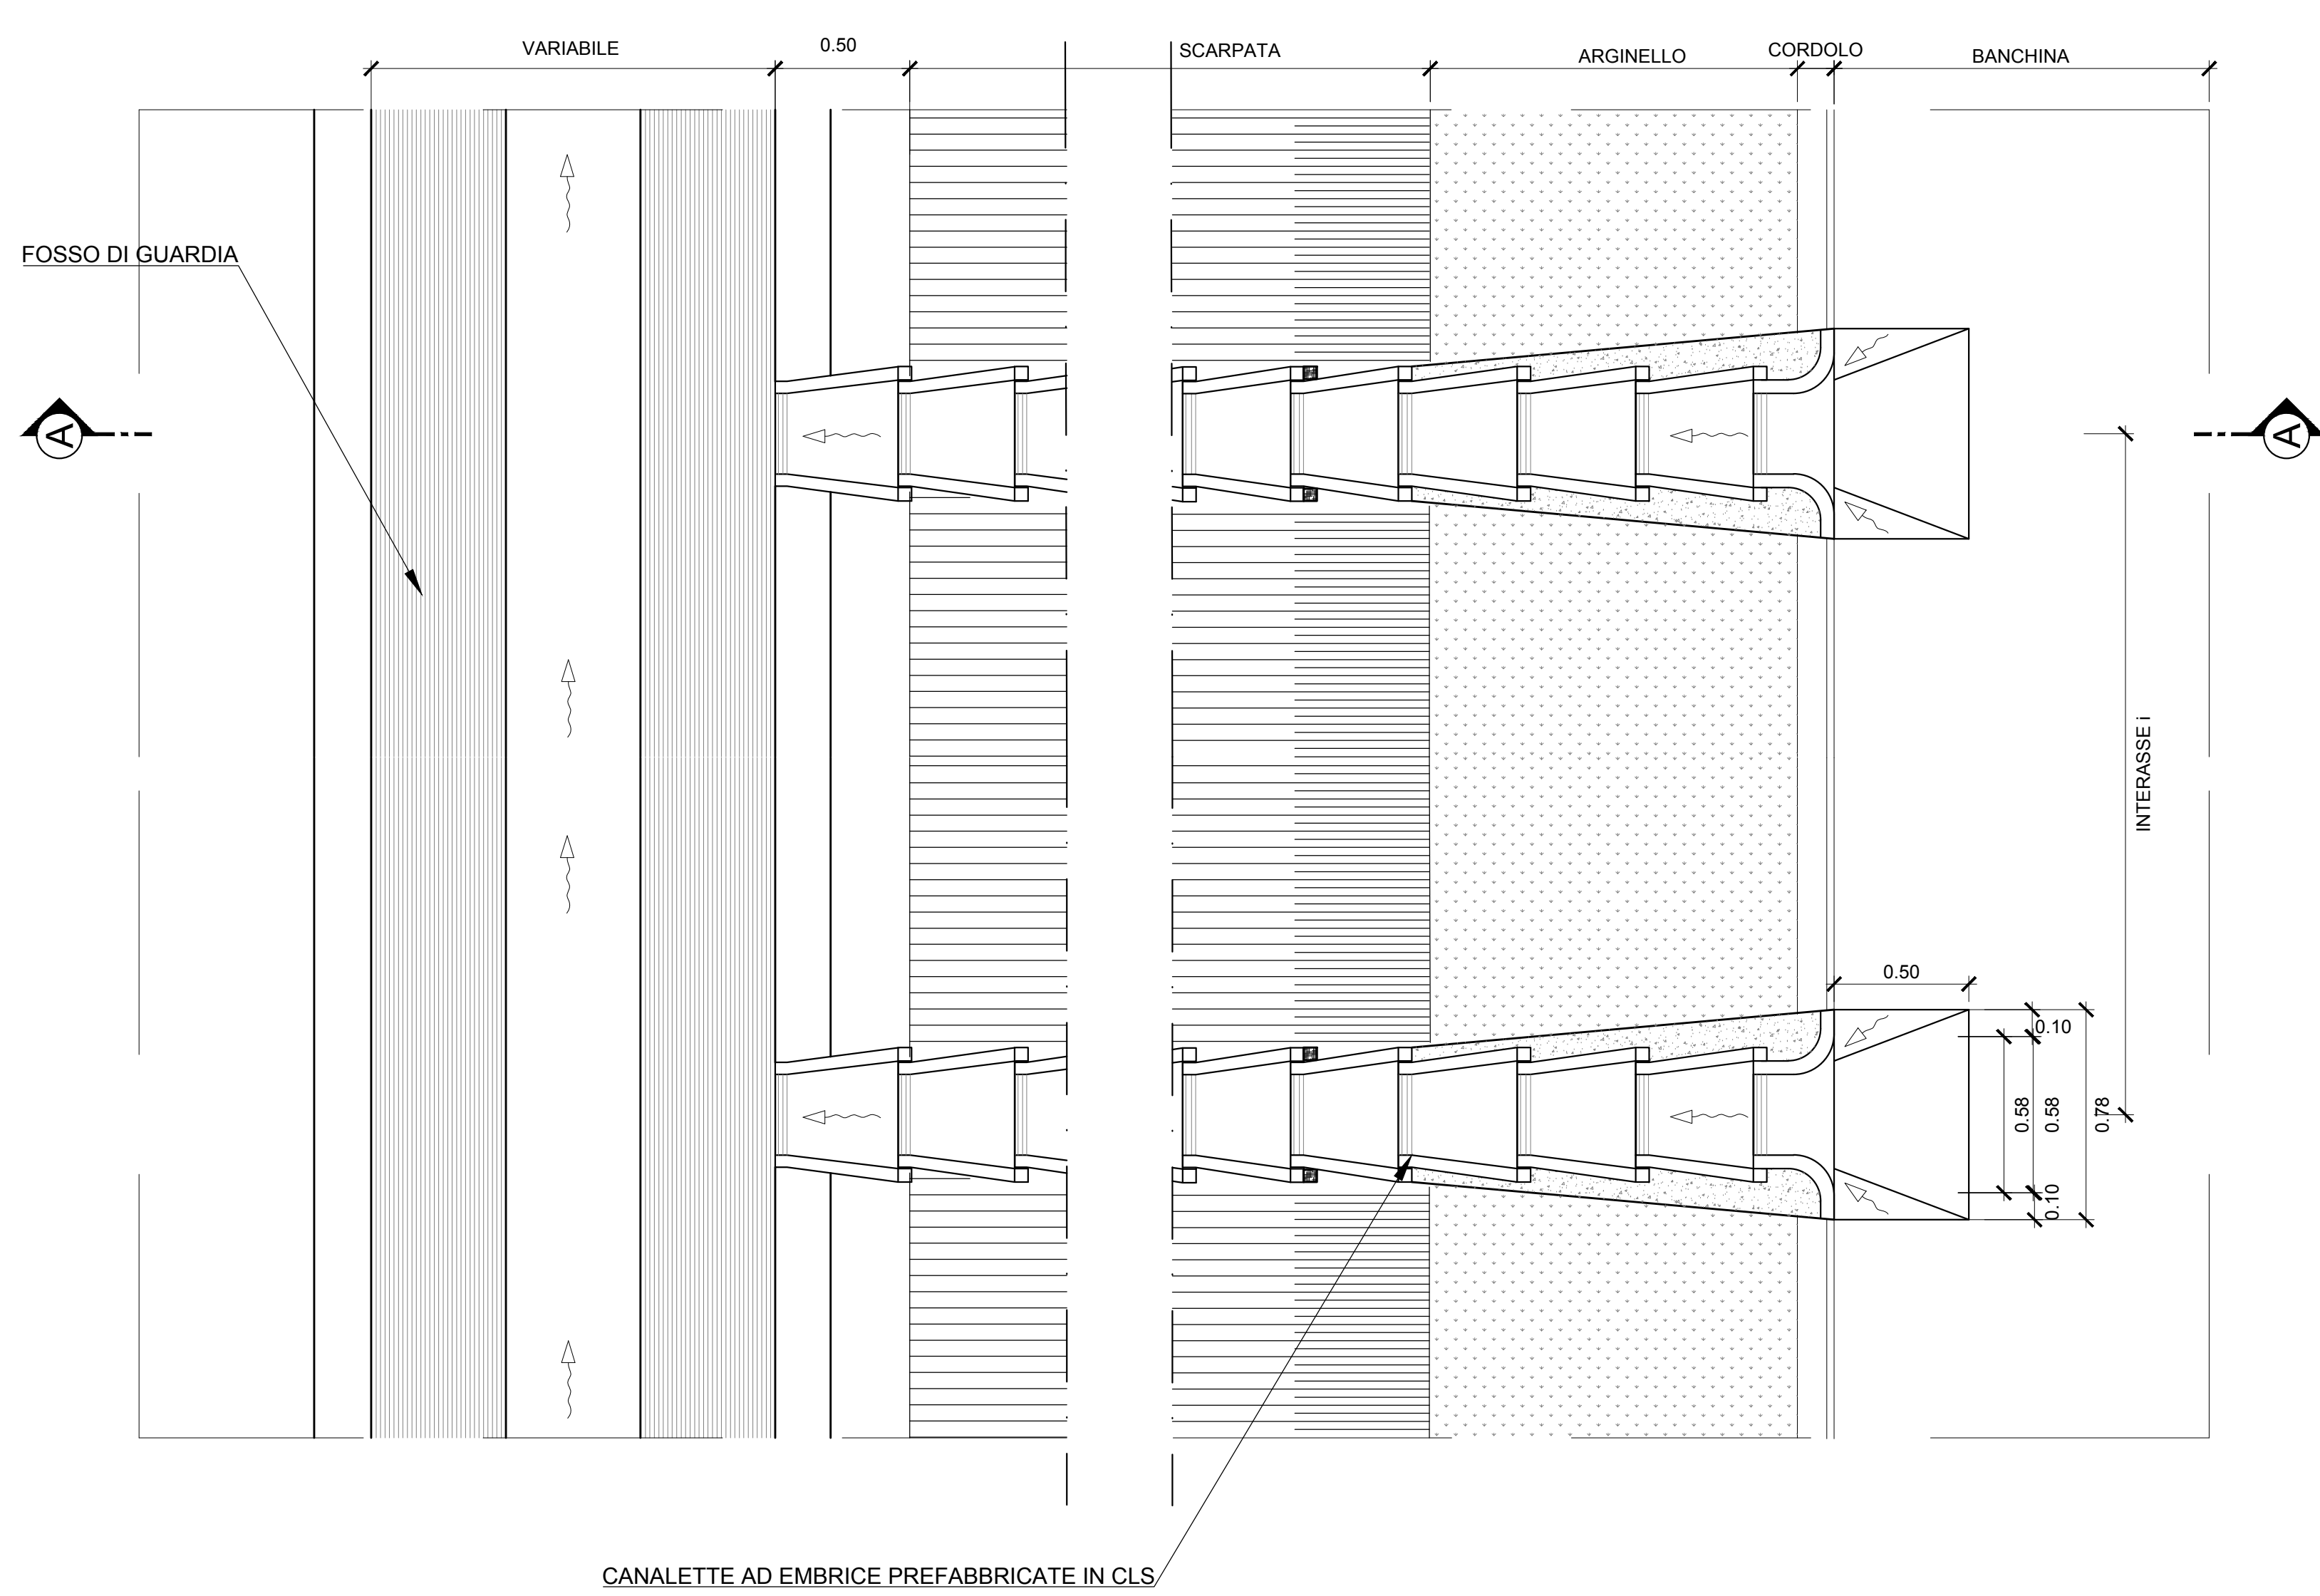 VARIABILE
0.50
SCARPATA
ARGINELLO
CORDOLO
BANCHINA
FOSSO DI GUARDIA
A
A
INTERASSE i
0.50
0.10
0.58
0.58
0.78
0.10
CANALETTE AD EMBRICE PREFABBRICATE IN CLS